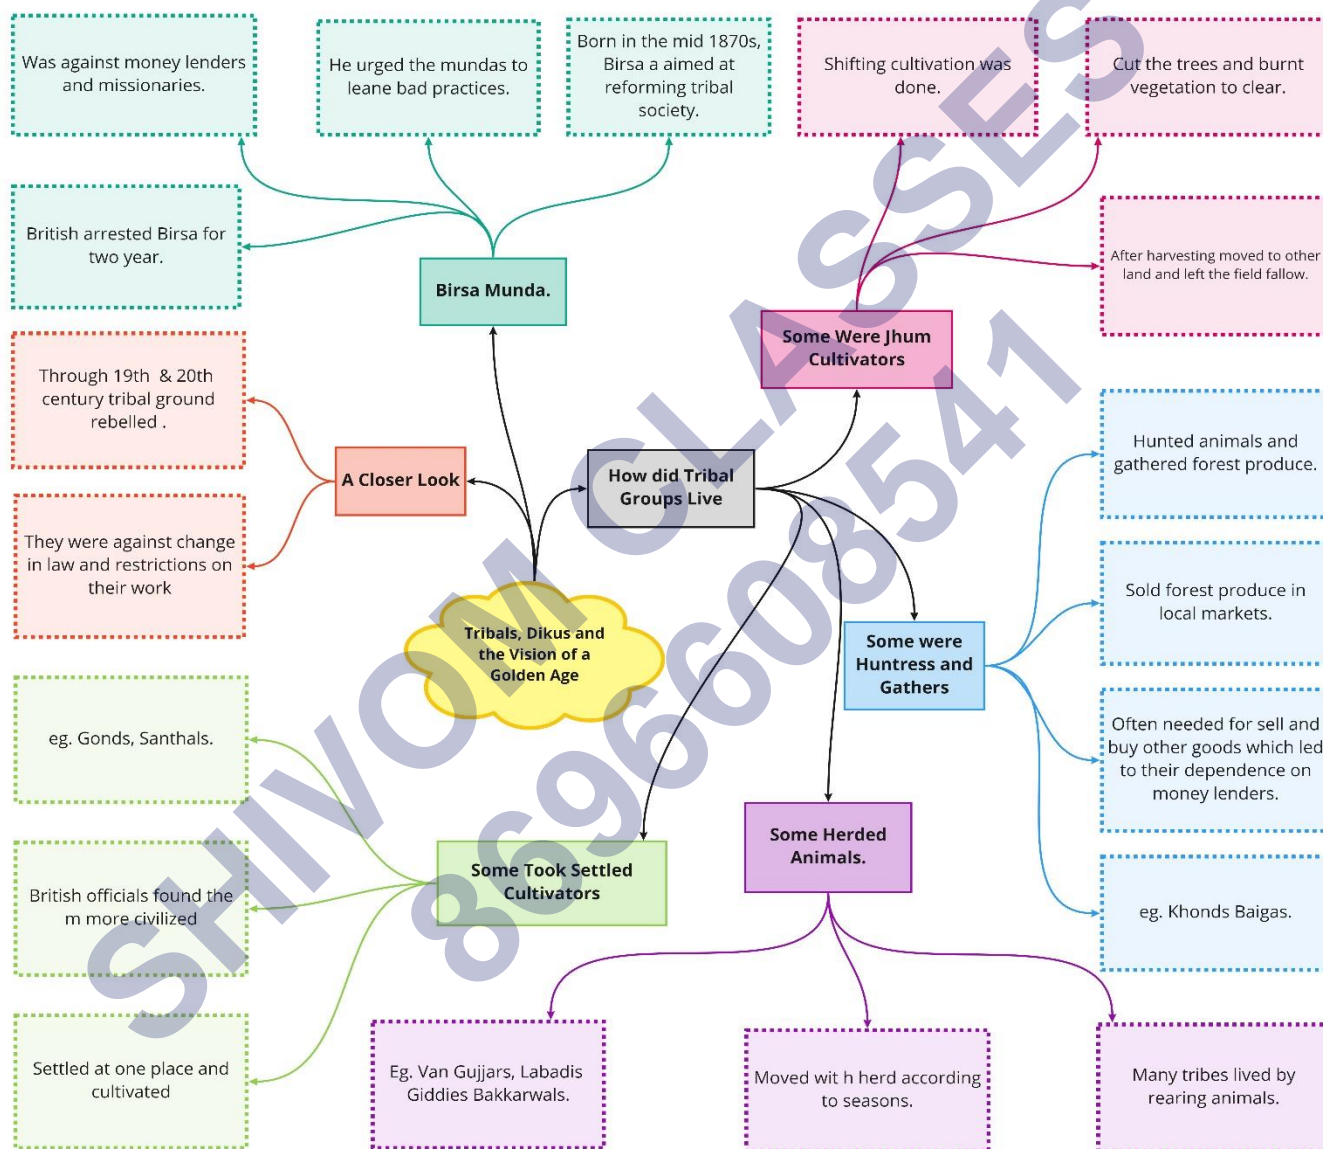 Was against money lenders
and missionaries.
He urged the mundas to
leane bad practices.
Born in the mid 1870s,
Birsa a aimed at
reforming tribal
society.
Shifting cultivation was
done.
Cut the trees and burnt
vegetation to clear.
British arrested Birsa for
two year.
Birsa Munda.
After harvesting moved to other
land and left the field fallow.
Some Were Jhum
Cultivators
Through 19th & 20th
century tribal ground
rebelled .
A Closer Look
How did Tribal
Groups Live
Hunted animals and
gathered forest produce.
They were against change
in law and restrictions on
their work
Tribals, Dikus and
the Vision of a
Golden Age
Sold forest produce in
local markets.
Some were
Huntress and
Gathers
eg. Gonds, Santhals.
Often needed for sell and
buy other goods which led
to their dependence on
money lenders.
Some Herded
Animals.
Some Took Settled
Cultivators
British officials found the
m more civilized
eg. Khonds Baigas.
Settled at one place and
cultivated
Eg. Van Gujjars, Labadis
Giddies Bakkarwals.
Moved wit h herd according
to seasons.
Many tribes lived by
rearing animals.
SHIVOM CLASSES
8696608541